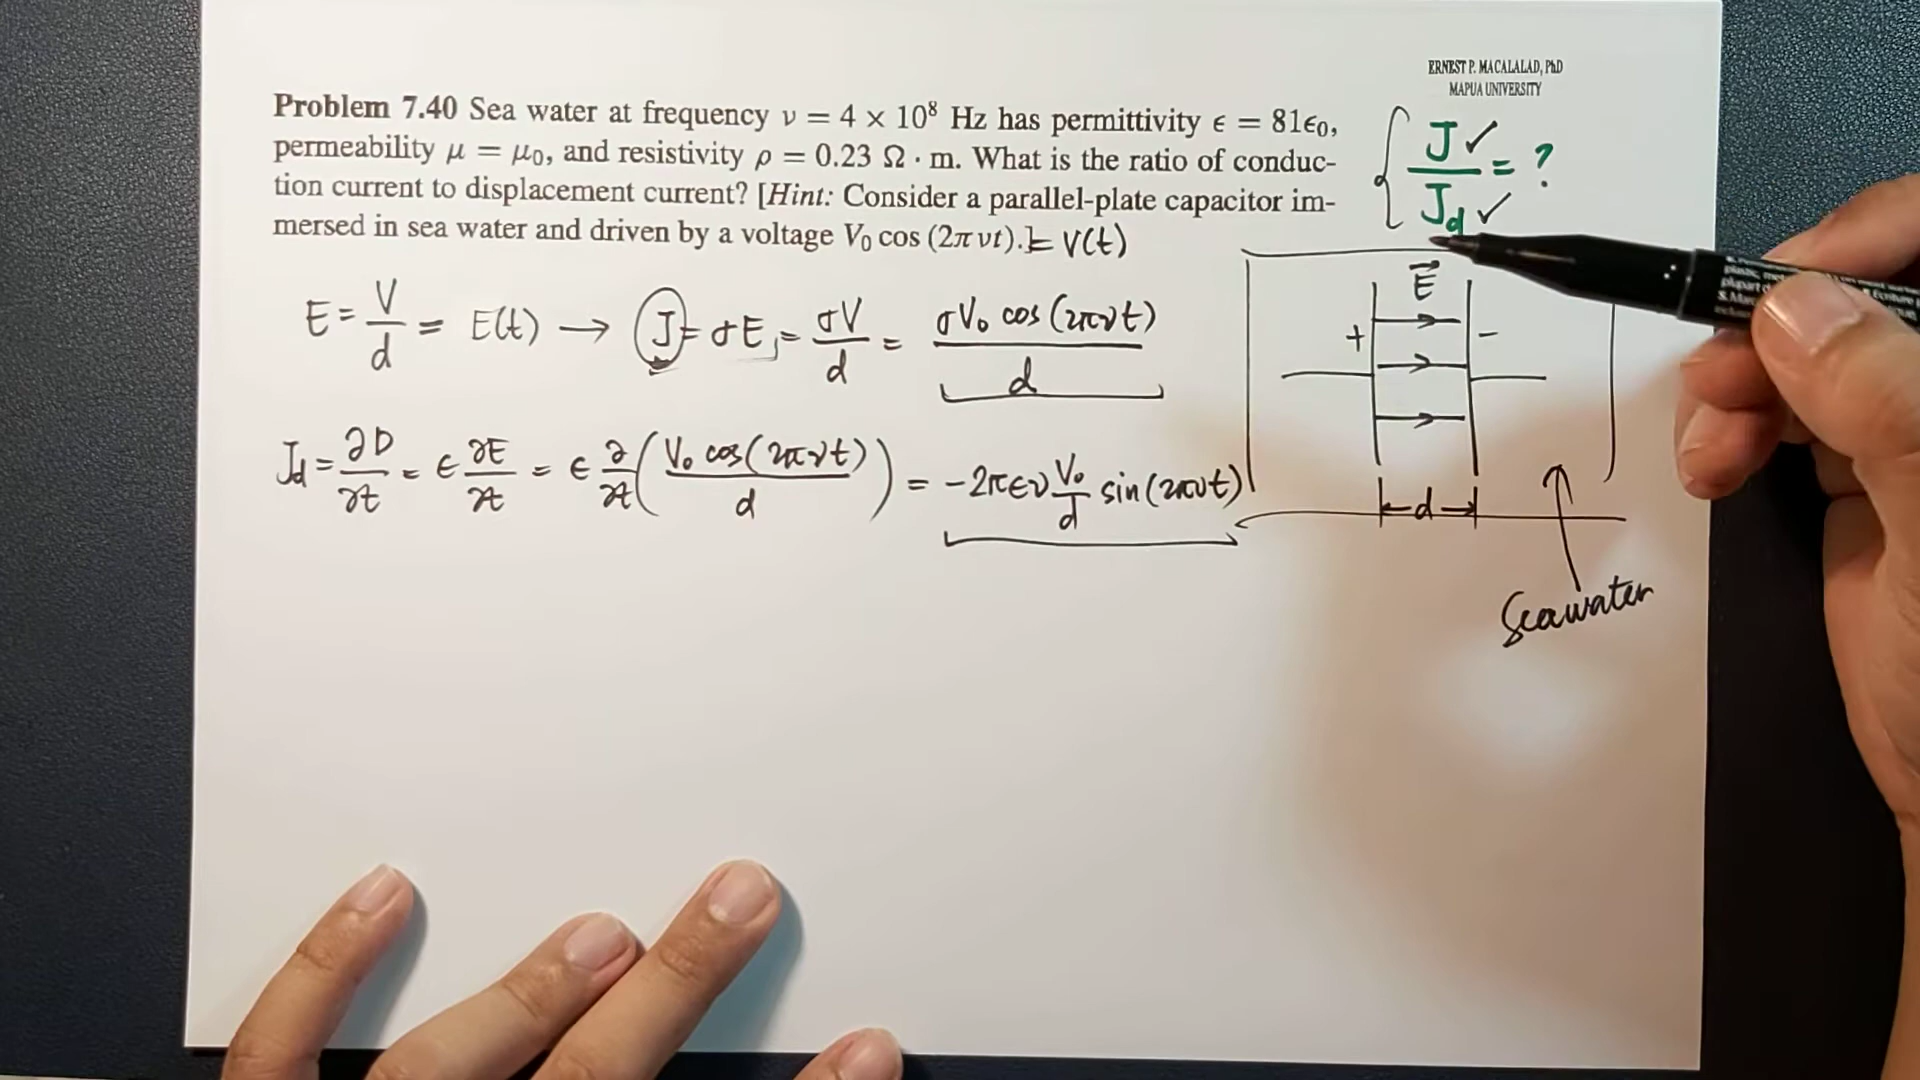 ERNEST P. MACALALAD, PhD
MAPUA UNIVERSITY
Problem 7.40 Sea water at frequency ν = 4 × 10⁸ Hz has permittivity ϵ = 81ϵ₀,
permeability μ = μ₀, and resistivity ρ = 0.23 Ω · m. What is the ratio of conduc-
tion current to displacement current? [Hint: Consider a parallel-plate capacitor im-
mersed in sea water and driven by a voltage V₀ cos (2πνt).] = V(t)
J ✓ / J_d ✓ = ?
E = V/d = E(t) → J = σE = σV/d = σV₀ cos(2πνt)/d
J_d = ∂D/∂t = ϵ ∂E/∂t = ϵ ∂/∂t (V₀ cos(2πνt)/d) = -2πϵν V₀/d sin(2πνt)
E⃗
+ -
d
Seawater